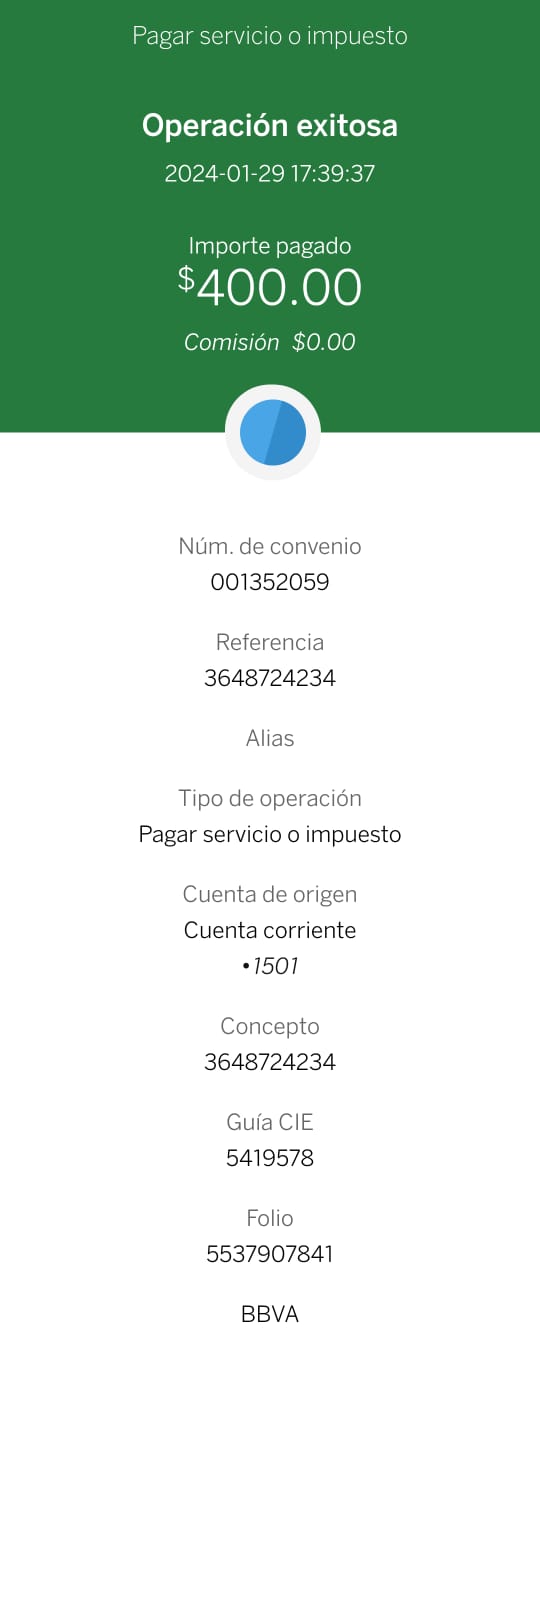 Pagar servicio o impuesto
Operación exitosa
2024-01-29 17:39:37
Importe pagado
$400.00
Comisión $0.00
Núm. de convenio
001352059
Referencia
3648724234
Alias
Tipo de operación
Pagar servicio o impuesto
Cuenta de origen
Cuenta corriente
•1501
Concepto
3648724234
Guía CIE
5419578
Folio
5537907841
BBVA